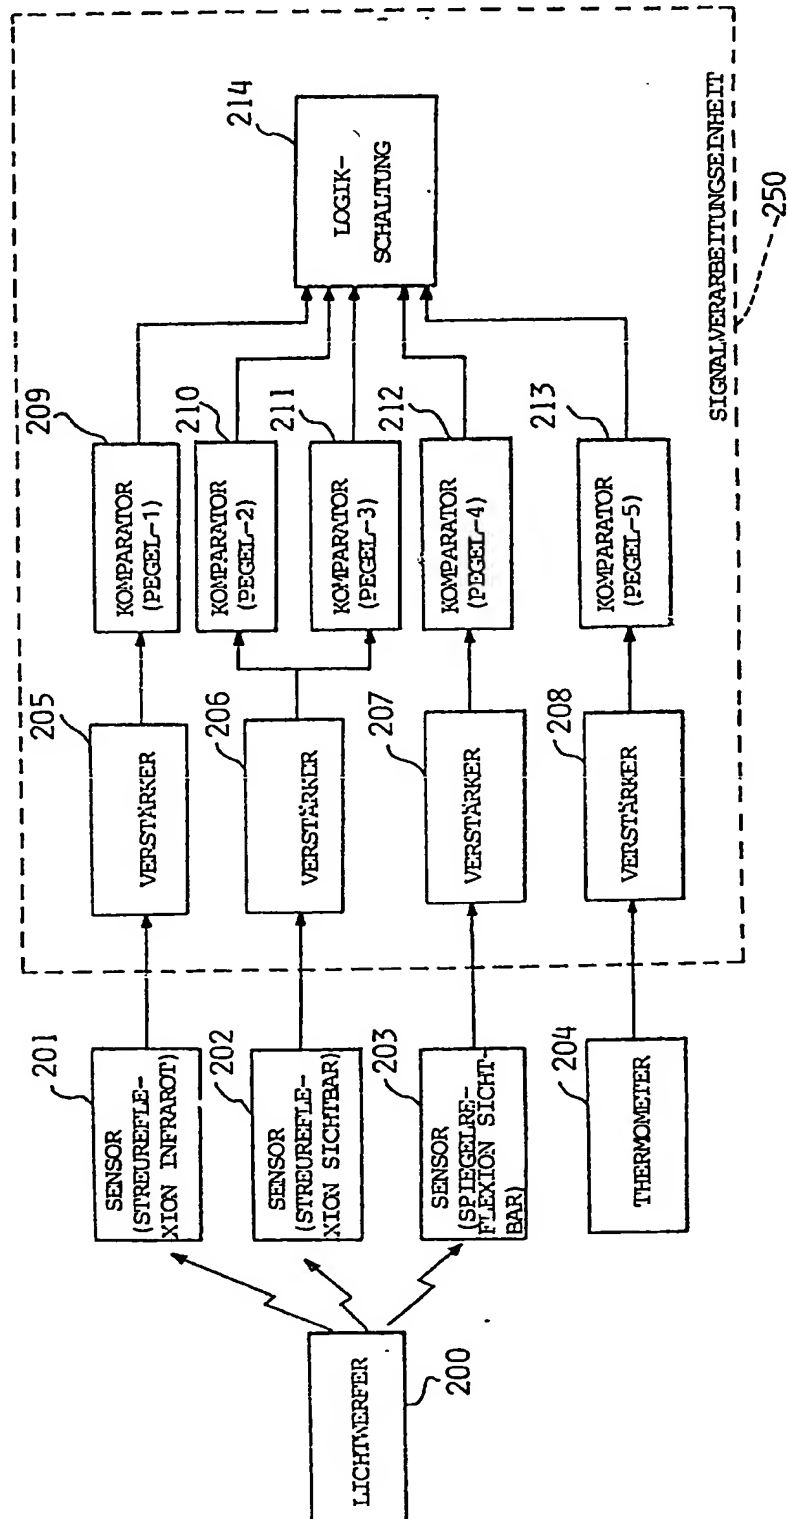 LICHTWERFER
200
SENSOR
(STREUREFLE-
XION INFRAROT)
201
SENSOR
(STREUREFLE-
XION SICHTBAR)
202
SENSOR
(SPIEGELRE-
FLEXION SICHT-
BAR)
203
THERMOMETER
204
VERSTÄRKER
205
VERSTÄRKER
206
VERSTÄRKER
207
VERSTÄRKER
208
KOMPARATOR
(PEGEL-1)
209
KOMPARATOR
(PEGEL-2)
210
KOMPARATOR
(PEGEL-3)
211
KOMPARATOR
(PEGEL-4)
212
KOMPARATOR
(PEGEL-5)
213
LOGIK-
SCHALTUNG
214
SIGNALVERARBEITUNGSEINHEIT
250